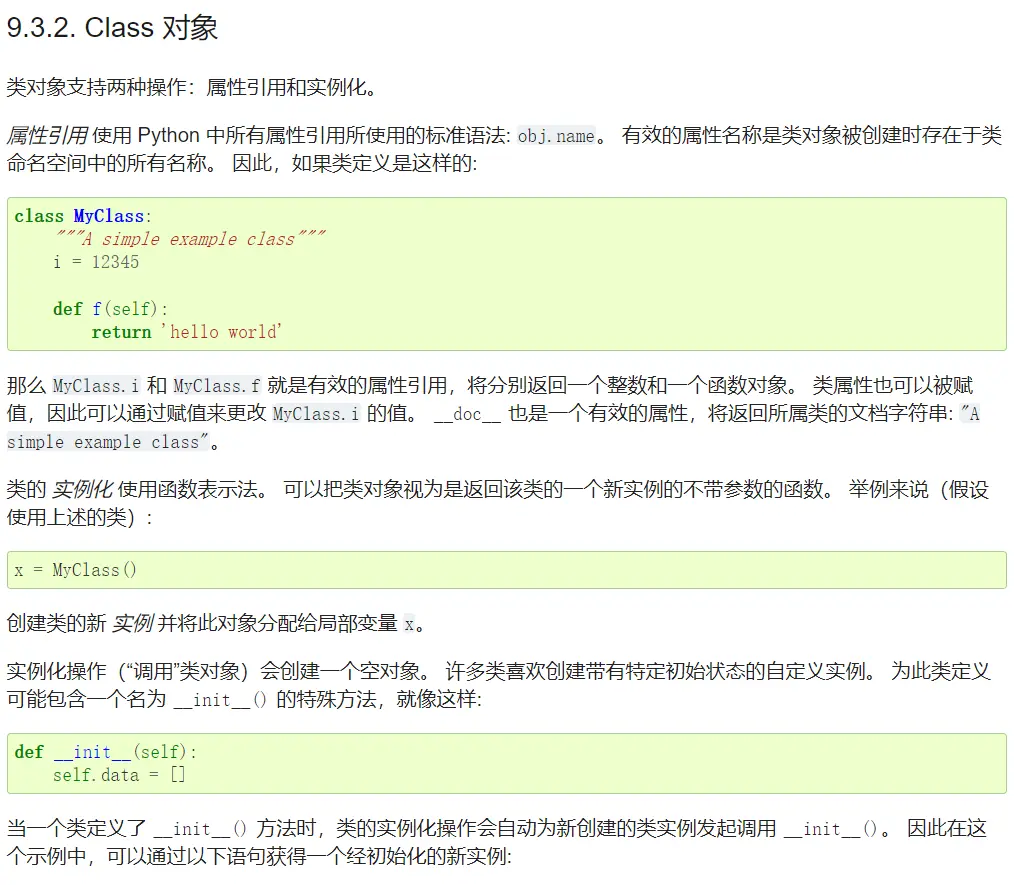 9.3.2. Class 对象
类对象支持两种操作：属性引用和实例化。
属性引用 使用 Python 中所有属性引用所使用的标准语法: obj.name。 有效的属性名称是类对象被创建时存在于类
命名空间中的所有名称。 因此，如果类定义是这样的:
class MyClass:
    """A simple example class"""
    i = 12345
    def f(self):
        return 'hello world'
那么 MyClass.i 和 MyClass.f 就是有效的属性引用，将分别返回一个整数和一个函数对象。 类属性也可以被赋
值，因此可以通过赋值来更改 MyClass.i 的值。 __doc__ 也是一个有效的属性，将返回所属类的文档字符串: "A
simple example class"。
类的 实例化 使用函数表示法。 可以把类对象视为是返回该类的一个新实例的不带参数的函数。 举例来说（假设
使用上述的类）:
x = MyClass()
创建类的新 实例 并将此对象分配给局部变量 x。
实例化操作（“调用”类对象）会创建一个空对象。 许多类喜欢创建带有特定初始状态的自定义实例。 为此类定义
可能包含一个名为 __init__() 的特殊方法，就像这样:
def __init__(self):
    self.data = []
当一个类定义了 __init__() 方法时，类的实例化操作会自动为新创建的类实例发起调用 __init__()。 因此在这
个示例中，可以通过以下语句获得一个经初始化的新实例: